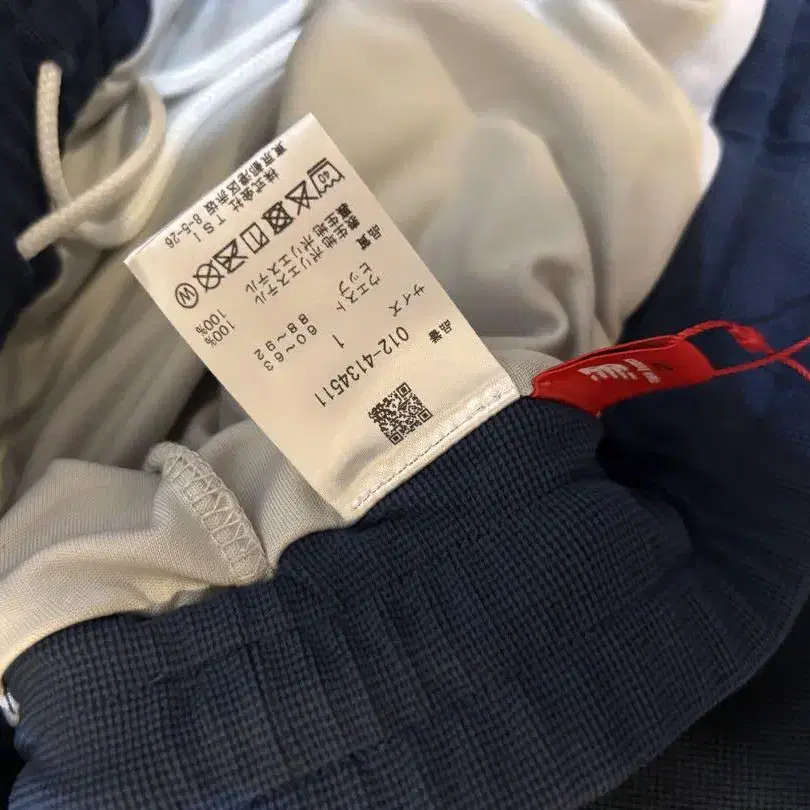 品番
012-4134511
サイズ 1
ウエスト 60～63
ヒップ 88～92
品質
表生地 ポリエステル 100%
裏生地 ポリエステル 100%
40
W
株式会社 TSI
東京都港区赤坂 8-5-26